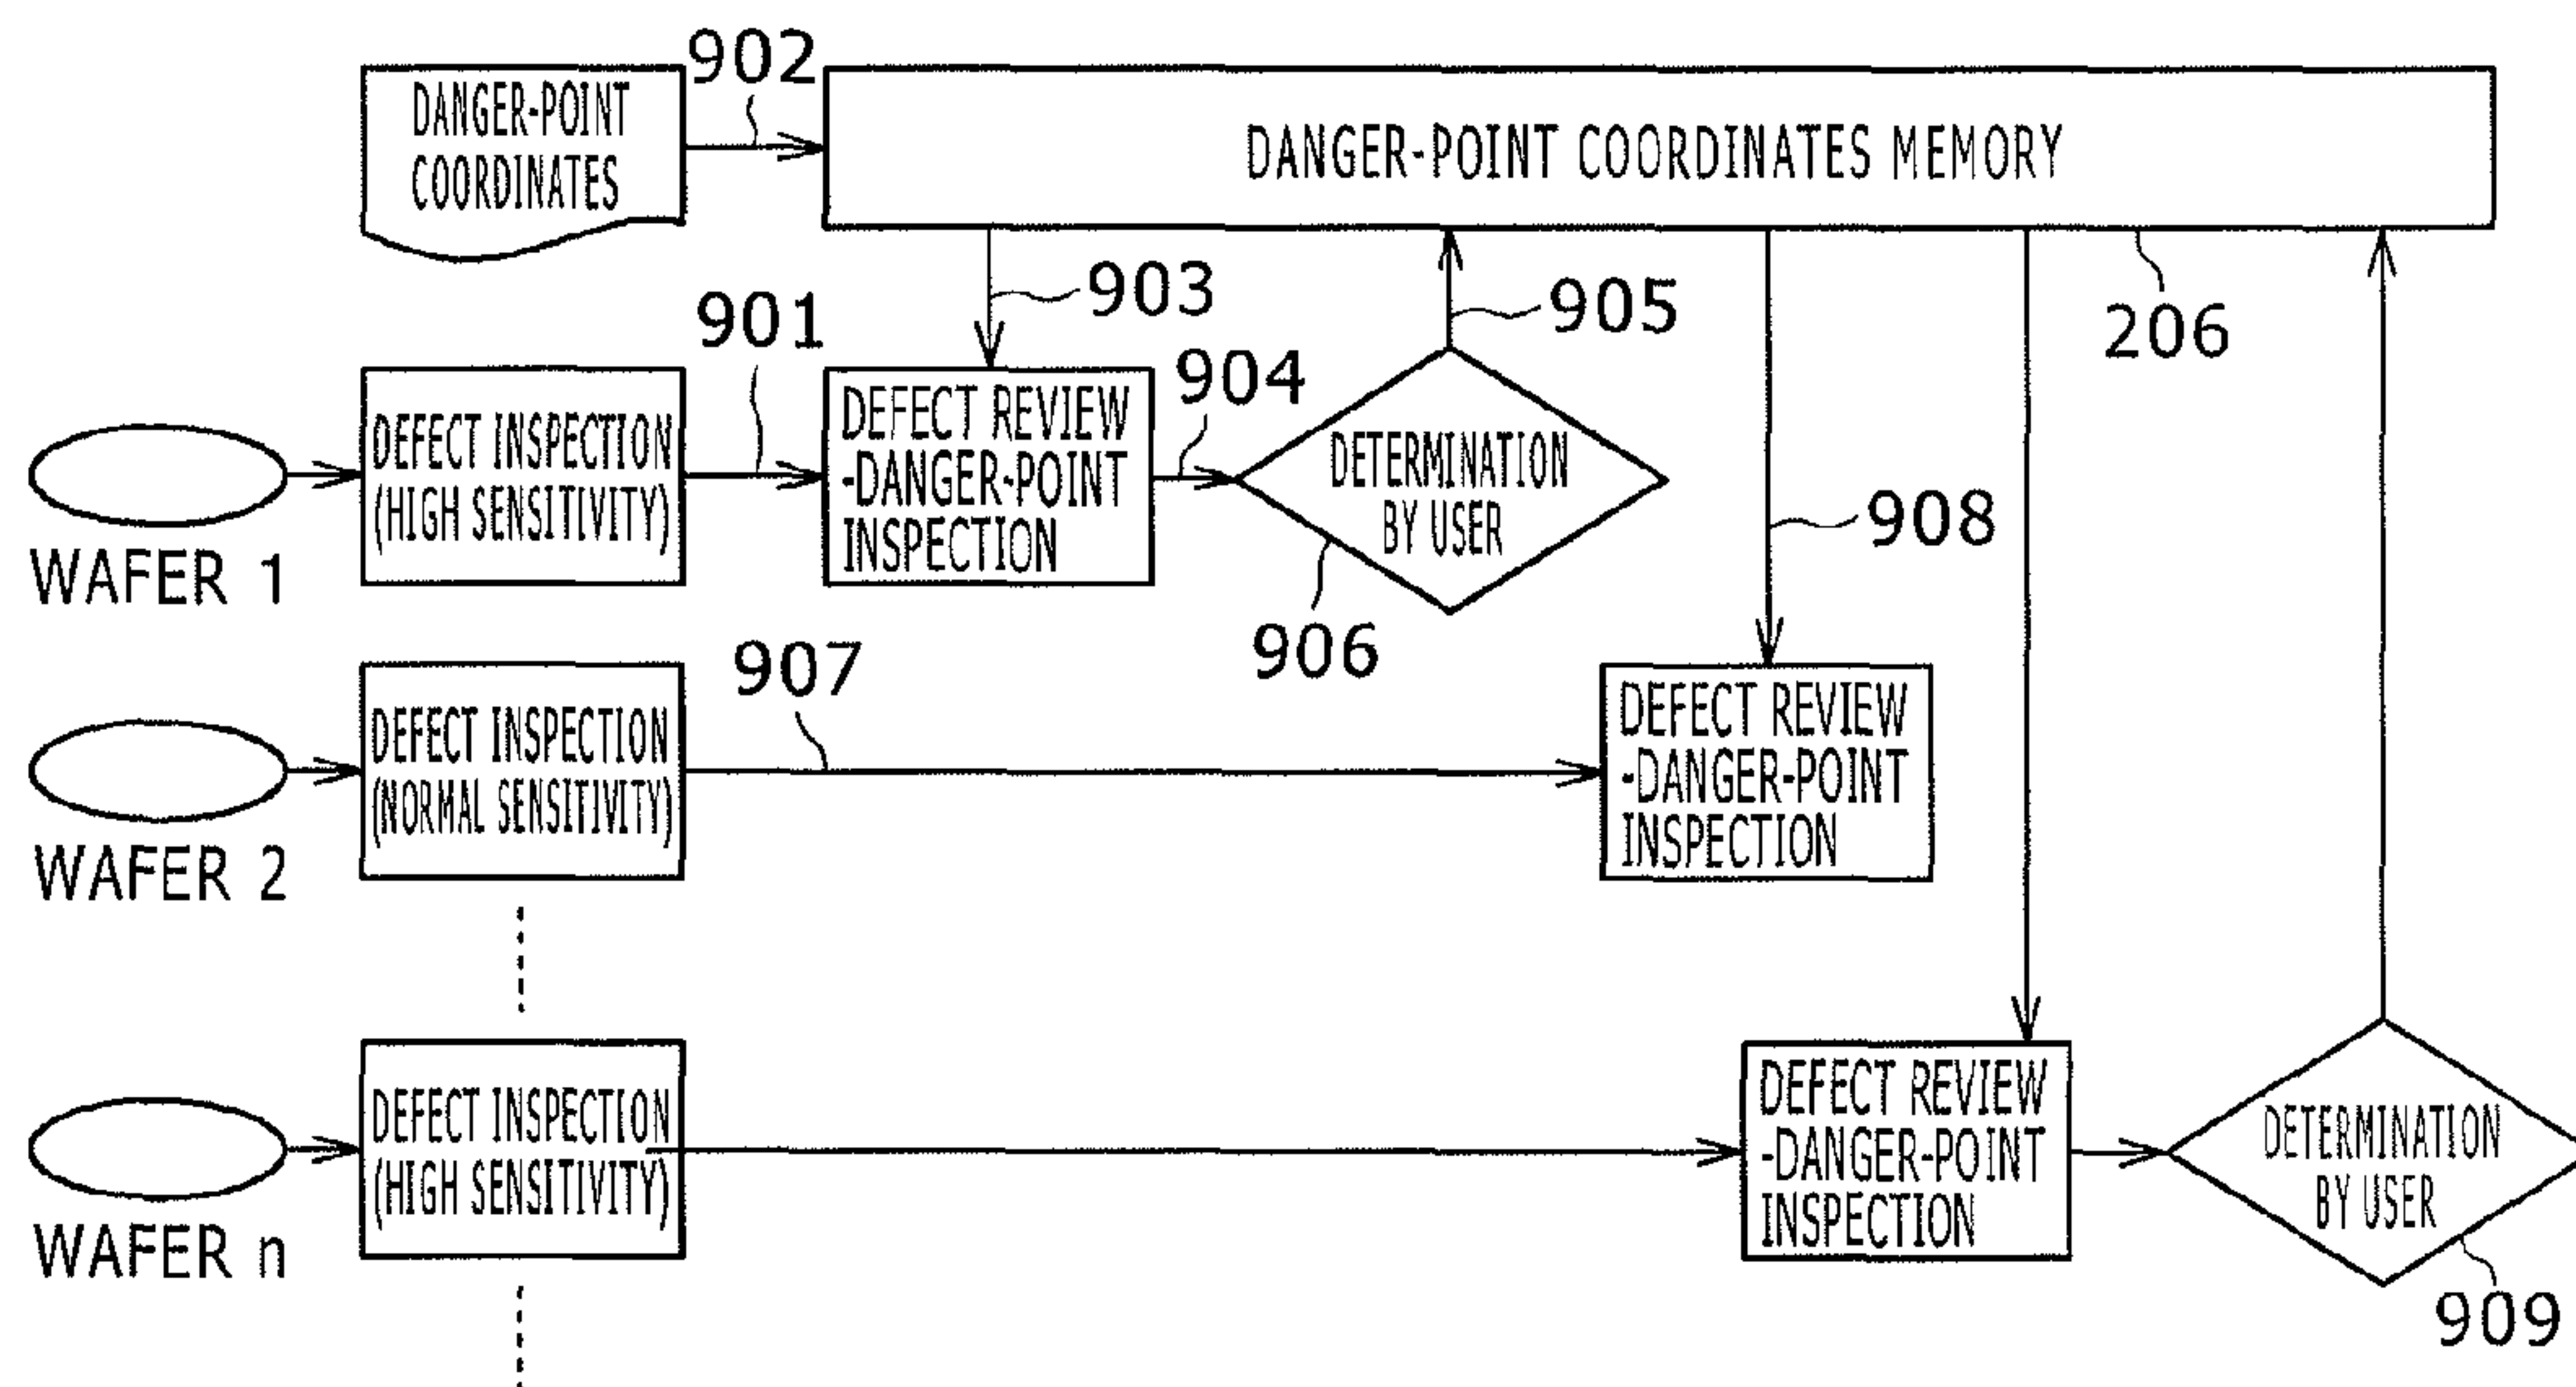 902
DANGER-POINT
COORDINATES
DANGER-POINT COORDINATES MEMORY
903
905
206
901
904
DEFECT INSPECTION
(HIGH SENSITIVITY)
DEFECT REVIEW
-DANGER-POINT
INSPECTION
DETERMINATION
BY USER
908
WAFER 1
906
907
DEFECT INSPECTION
(NORMAL SENSITIVITY)
DEFECT REVIEW
-DANGER-POINT
INSPECTION
WAFER 2
DEFECT INSPECTION
(HIGH SENSITIVITY)
DEFECT REVIEW
-DANGER-POINT
INSPECTION
DETERMINATION
BY USER
WAFER n
909